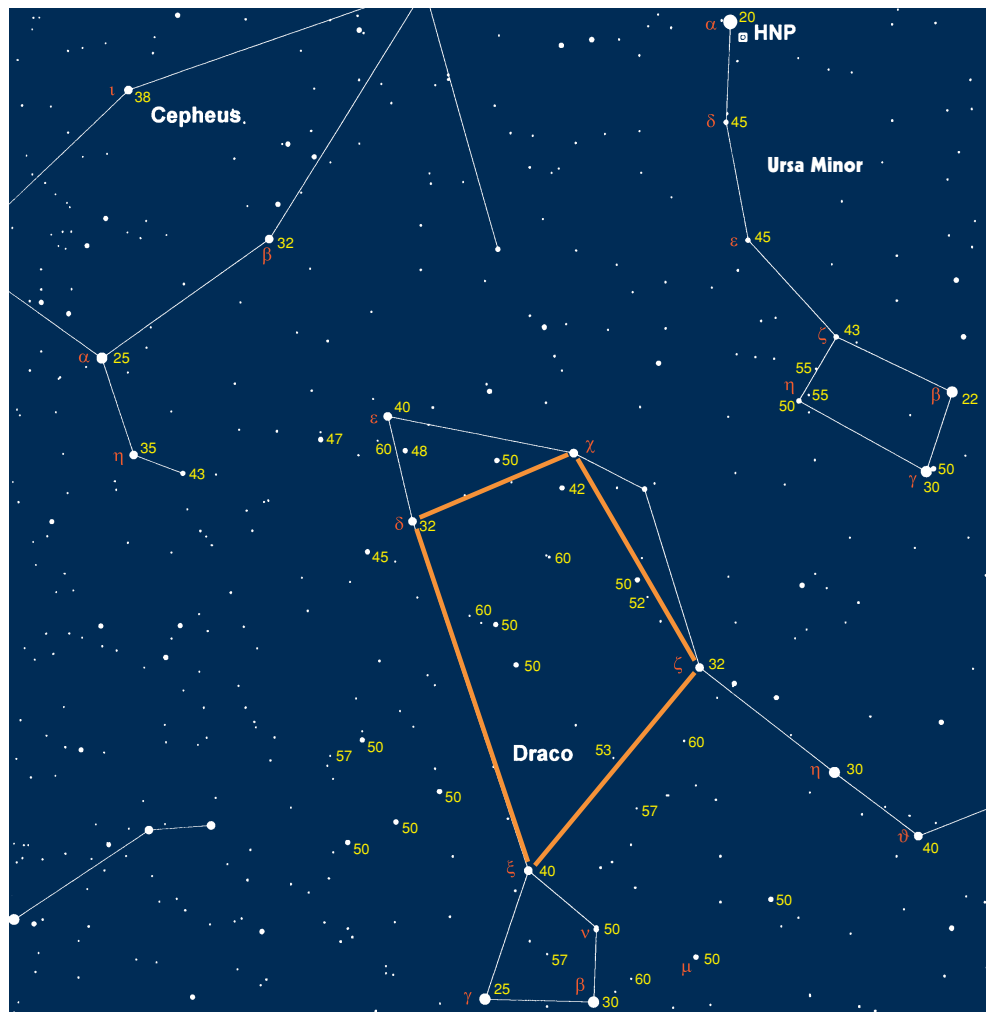 α 20
HNP
ι
38
Cepheus
δ 45
Ursa Minor
ε 45
β 32
ζ 43
α 25
55
η 55
50
β 22
ε 40
η 35
47
60 48
50
χ
43
42
γ 50
30
δ 32
45
60
50
52
60
50
ζ 32
50
57 50
53
60
Draco
η 30
50
50
57
50
ϑ
40
ξ 40
50
ν 50
57
μ 50
60
γ 25
β 30